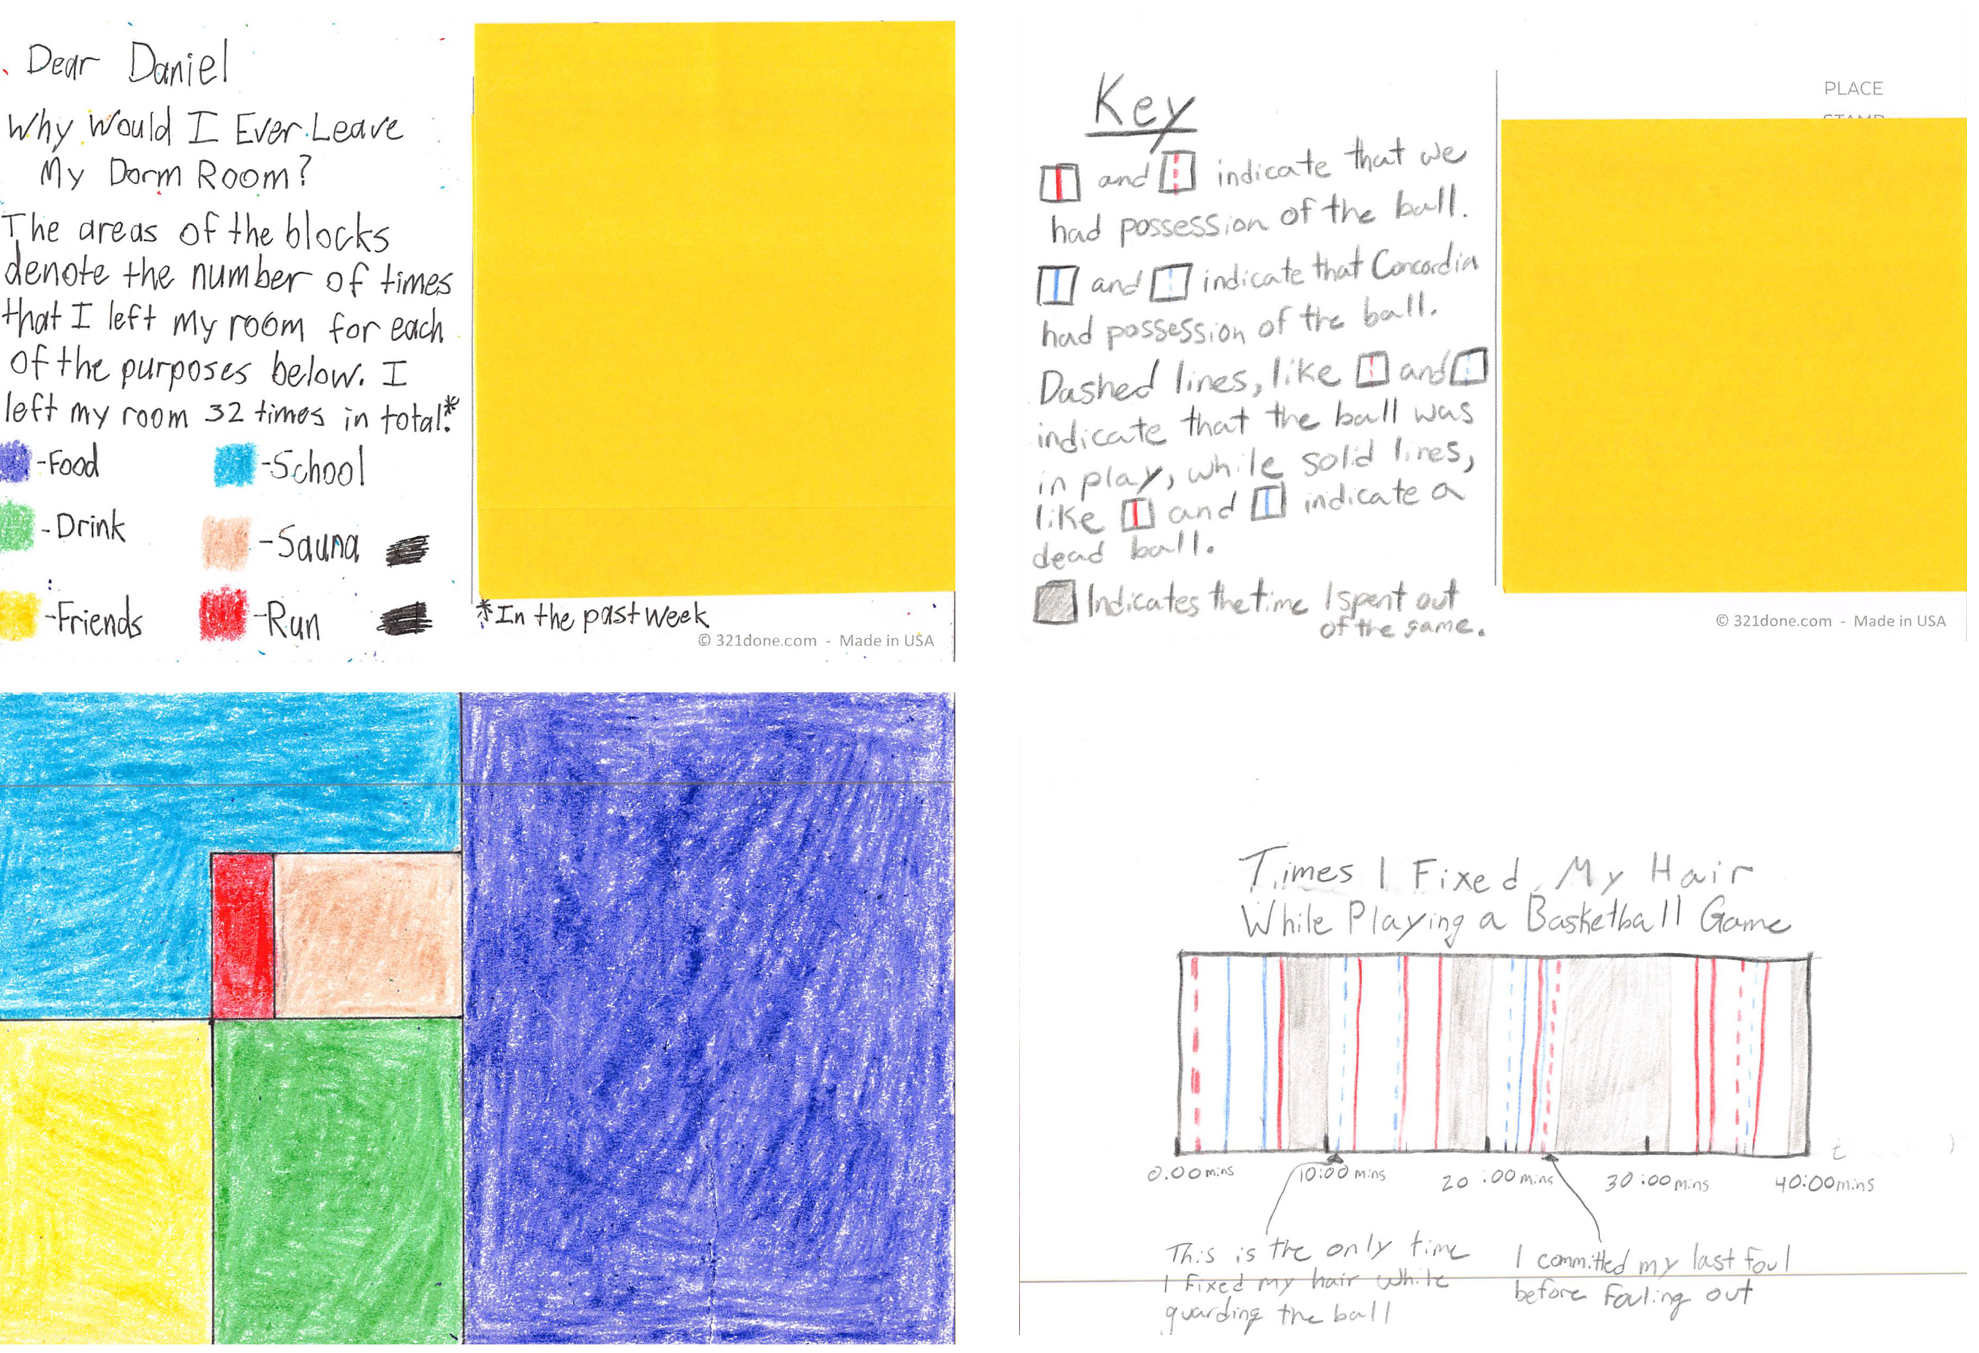 Dear Daniel
Why Would I Ever Leave
My Dorm Room?
The areas of the blocks
denote the number of times
that I left my room for each
of the purposes below. I
left my room 32 times in total.*
-Food
-School
-Drink
-Sauna
-Friends
-Run
*In the past week
© 321done.com - Made in USA
Key
PLACE
and indicate that we
had possession of the ball.
and indicate that Concordia
had possession of the ball.
Dashed lines, like and
indicate that the ball was
in play, while solid lines,
like and indicate a
dead ball.
Indicates the time I spent out
of the game.
© 321done.com - Made in USA
Times I Fixed My Hair
While Playing a Basketball Game
0.00 mins
10:00 mins
20:00 mins
30:00 mins
40:00 mins
This is the only time
I fixed my hair while
guarding the ball
I committed my last foul
before fouling out